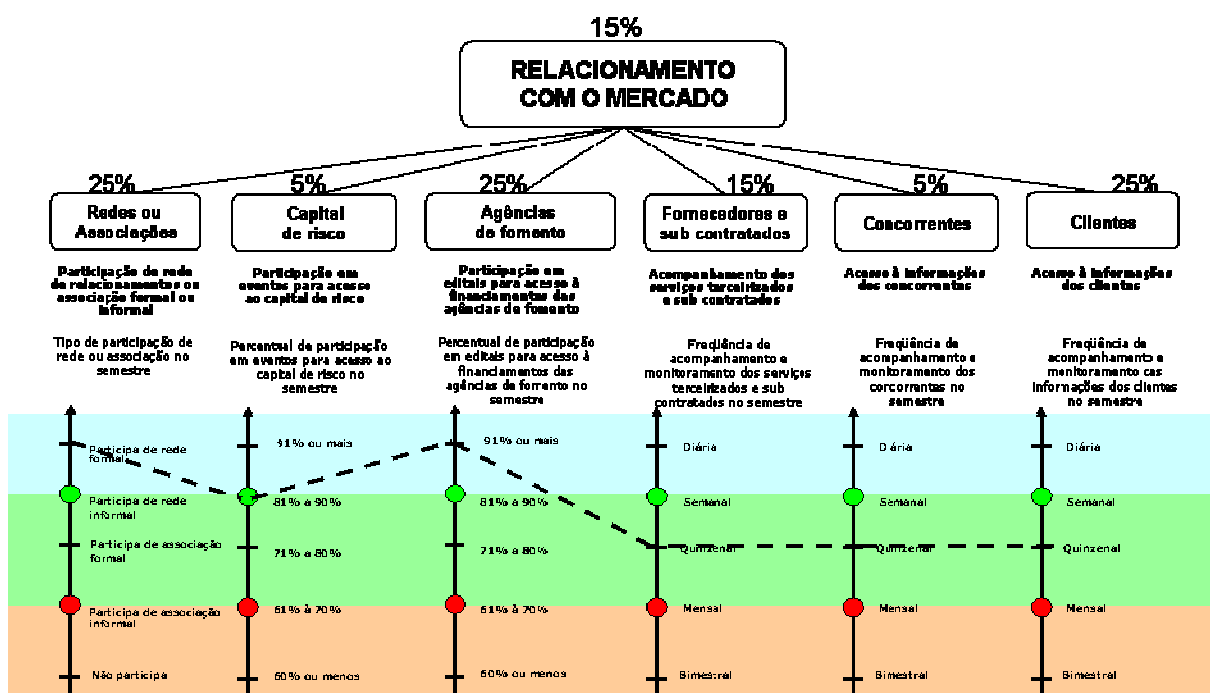 15%
RELACIONAMENTO
COM O MERCADO
25%
5%
25%
15%
5%
25%
Redes ou
Associações
Capital
de risco
Agências
de fomento
Fornecedores e
sub contratados
Concorrentes
Clientes
Participação de rede
de relacionamentos ou
associação formal ou
informal
Participação em
eventos para acesso
ao capital de risco
Participação em
editais para acesso à
financiamentos das
agências de fomento
Acompanhamento dos
serviços terceirizados
e sub contratados
Acesso à informações
dos concorrentes
Acesso à informações
dos clientes
Tipo de participação de
rede ou associação no
semestre
Percentual de participação
em eventos para acesso ao
capital de risco no
semestre
Percentual de participação
em editais para acesso à
financiamentos das
agências de fomento no
semestre
Freqüência de
acompanhamento e
monitoramento dos serviços
terceirizados e sub
contratados no semestre
Freqüência de
acompanhamento e
monitoramento dos
corcorrentes no
semestre
Freqüência de
acompanhamento e
monitoramento cas
informações dos clientes
no semestre
Participa de rede
formal
Participa de rede
informal
Participa de associação
formal
Participa de associação
informal
Não participa
91% ou mais
81% a 90%
71% a 80%
61% à 70%
60% ou menos
91% ou mais
81% a 90%
71% a 80%
61% à 70%
60% ou menos
Diária
Semanal
Quinzenal
Mensal
Bimestral
Diária
Semanal
Quinzenal
Mensal
Bimestral
Diária
Semanal
Quinzenal
Mensal
Bimestral